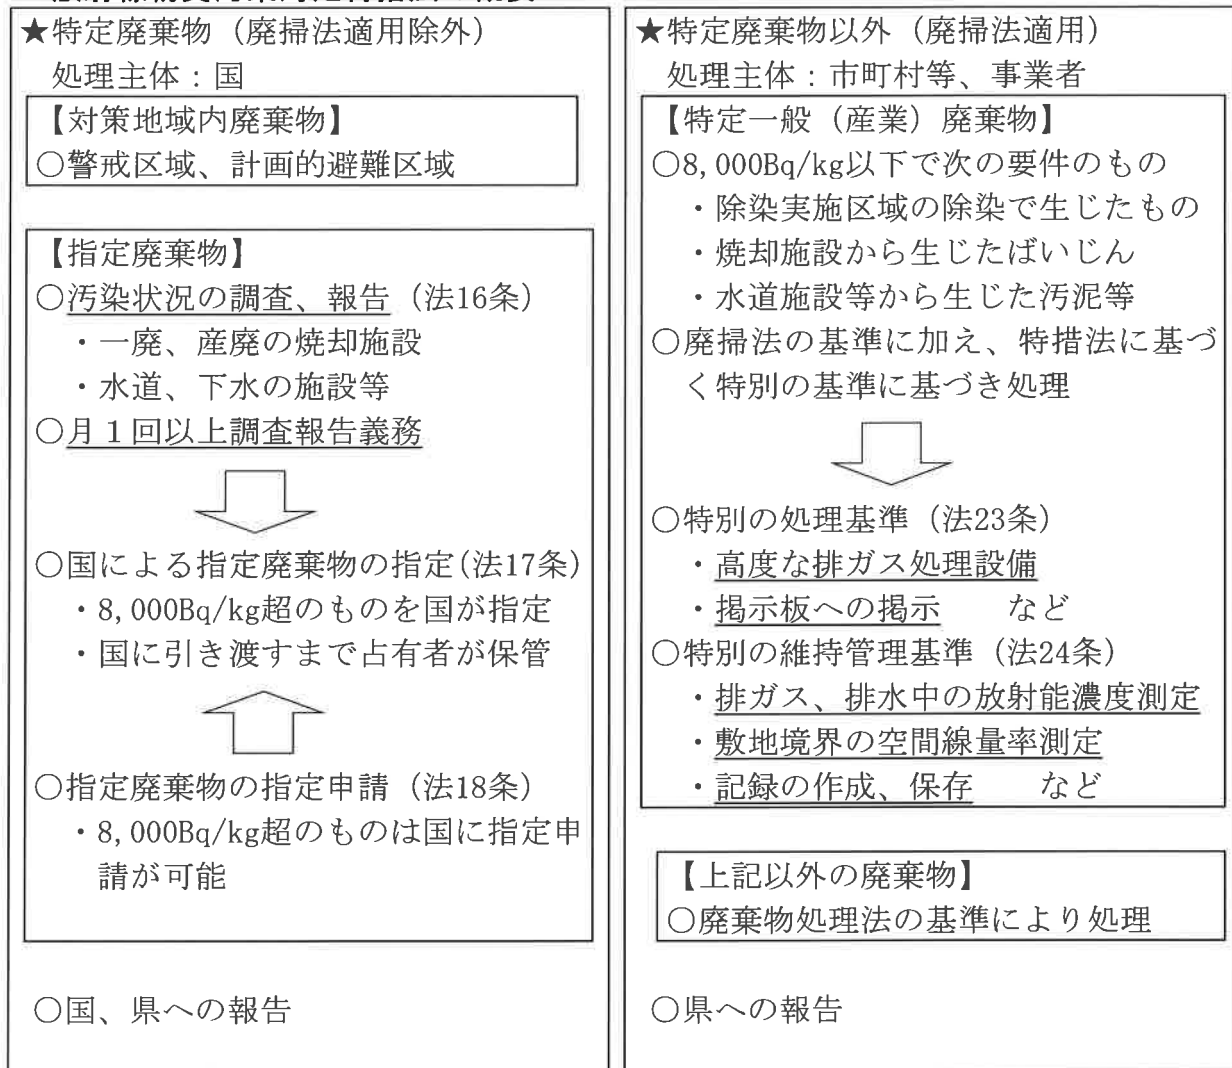 ★特定廃棄物（廃掃法適用除外）
処理主体：国
【対策地域内廃棄物】
○警戒区域、計画的避難区域
【指定廃棄物】
○汚染状況の調査、報告（法16条）
・一廃、産廃の焼却施設
・水道、下水の施設等
○月１回以上調査報告義務
○国による指定廃棄物の指定(法17条)
・8,000Bq/kg超のものを国が指定
・国に引き渡すまで占有者が保管
○指定廃棄物の指定申請（法18条）
・8,000Bq/kg超のものは国に指定申
請が可能
○国、県への報告
★特定廃棄物以外（廃掃法適用）
処理主体：市町村等、事業者
【特定一般（産業）廃棄物】
○8,000Bq/kg以下で次の要件のもの
・除染実施区域の除染で生じたもの
・焼却施設から生じたばいじん
・水道施設等から生じた汚泥等
○廃掃法の基準に加え、特措法に基づ
く特別の基準に基づき処理
○特別の処理基準（法23条）
・高度な排ガス処理設備
・掲示板への掲示　　など
○特別の維持管理基準（法24条）
・排ガス、排水中の放射能濃度測定
・敷地境界の空間線量率測定
・記録の作成、保存　　など
【上記以外の廃棄物】
○廃棄物処理法の基準により処理
○県への報告